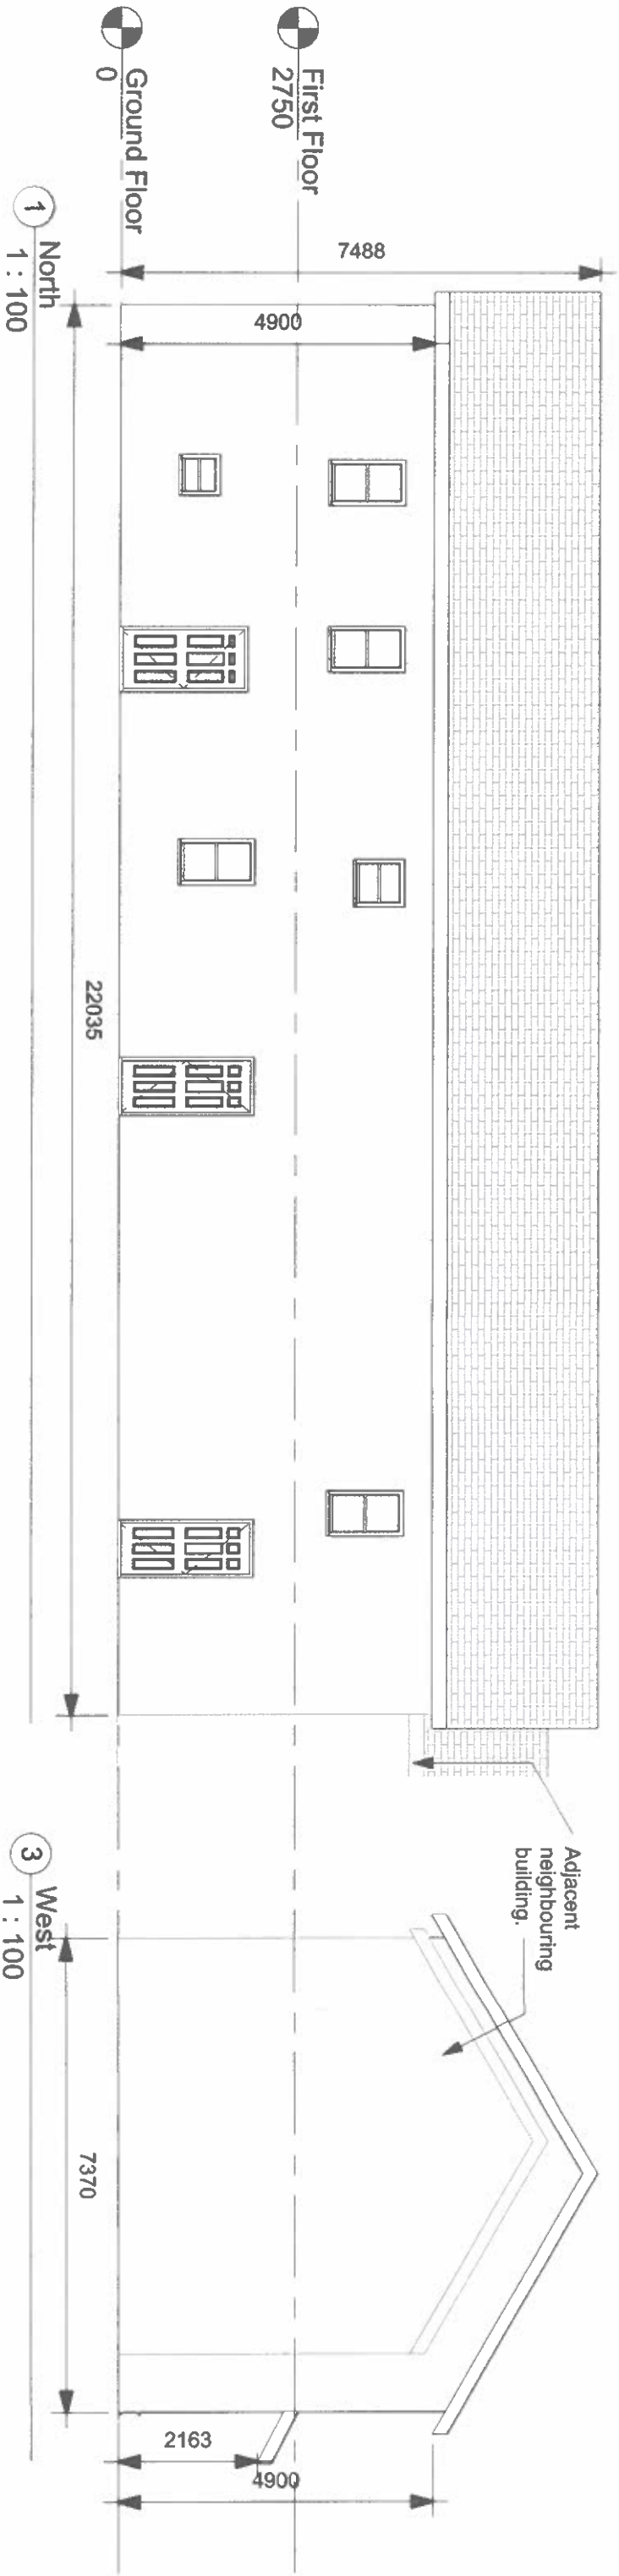 First Floor
2750
Ground Floor
0
7488
4900
22035
1
North
1 : 100
Adjacent
neighbouring
building.
7370
2163
4900
3
West
1 : 100